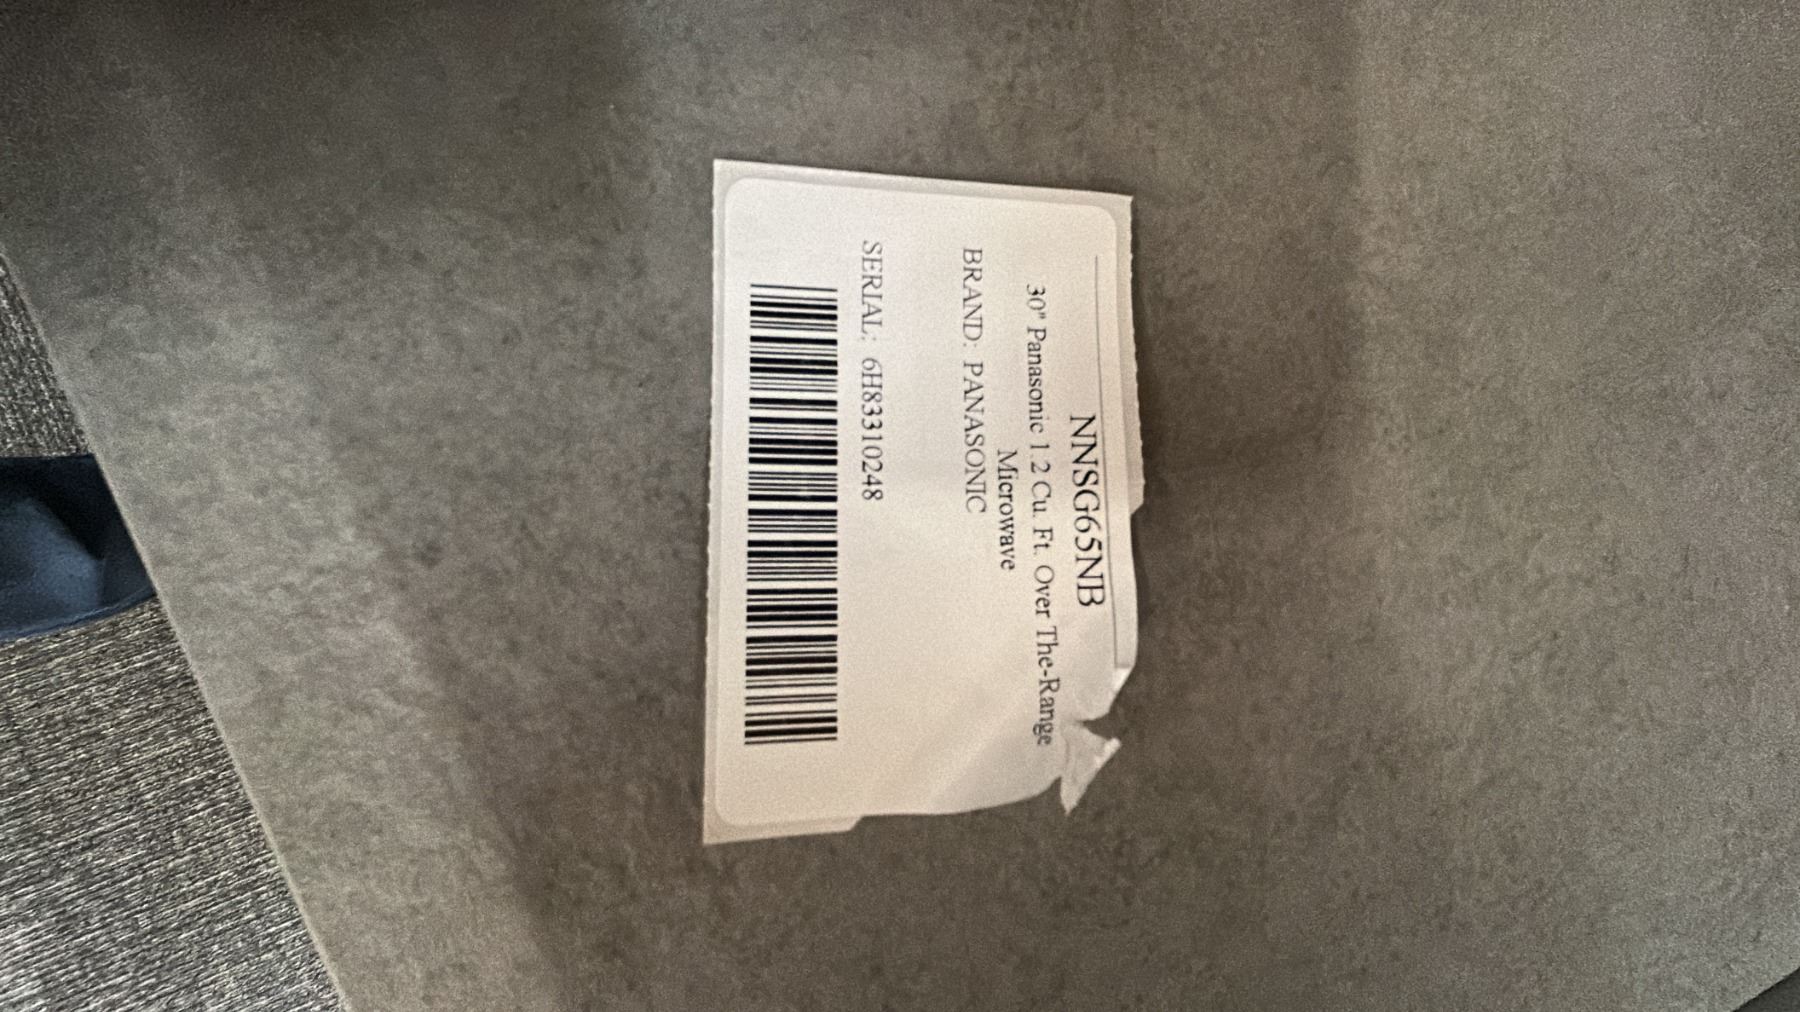 NNSG65NB
30" Panasonic 1.2 Cu. Ft. Over The-Range
Microwave
BRAND: PANASONIC
SERIAL: 6H83310248